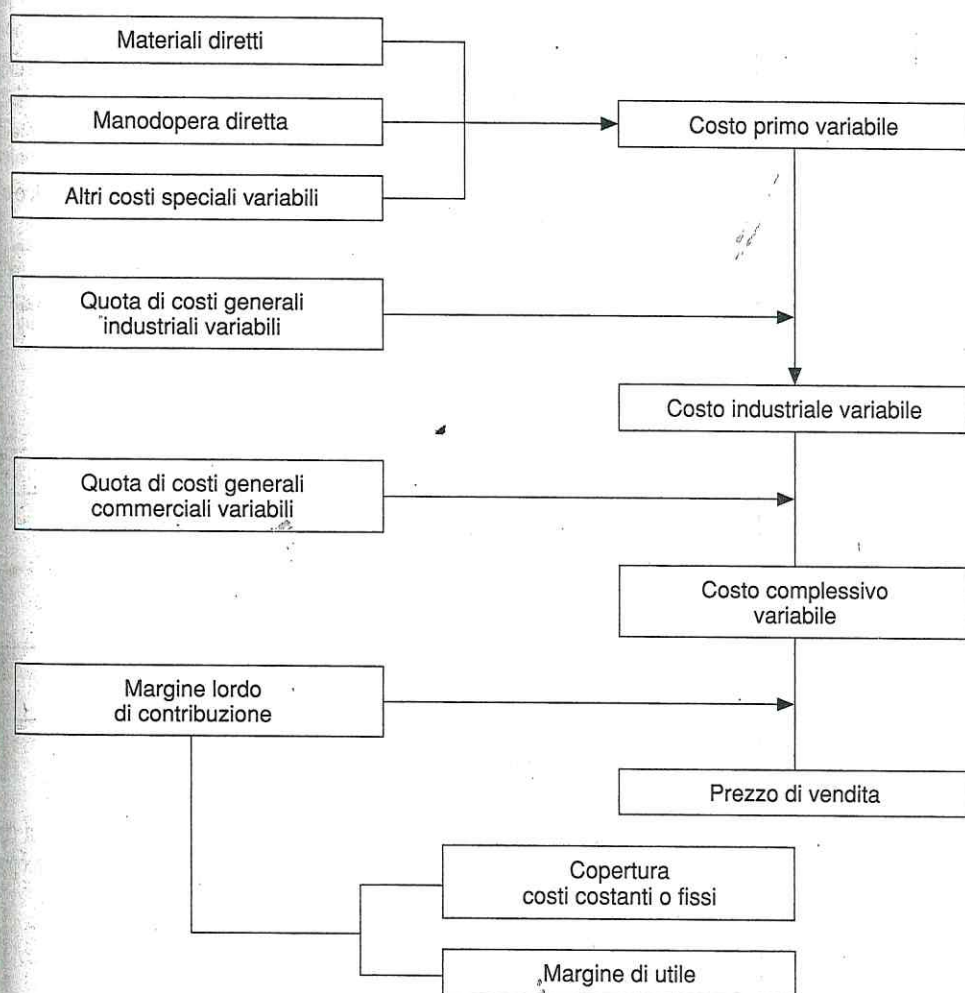 Materiali diretti
Manodopera diretta
Costo primo variabile
Altri costi speciali variabili
Quota di costi generali
industriali variabili
Costo industriale variabile
Quota di costi generali
commerciali variabili
Costo complessivo
variabile
Margine lordo
di contribuzione
Prezzo di vendita
Copertura
costi costanti o fissi
Margine di utile